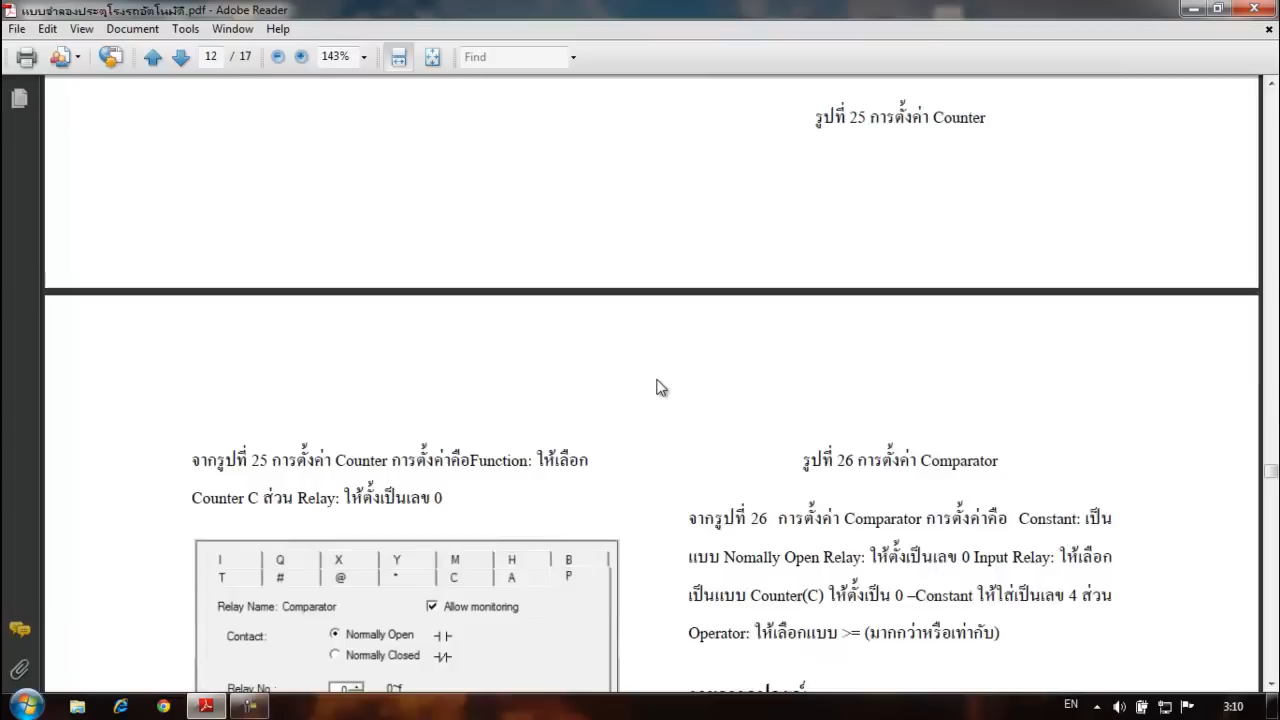 แบบจำลองประตูโรงรถอัตโนมัติ.pdf - Adobe Reader
File Edit View Document Tools Window Help
12 / 17 143% Find
รูปที่ 25 การตั้งค่า Counter
จากรูปที่ 25 การตั้งค่า Counter การตั้งค่าคือFunction: ให้เลือก
Counter C ส่วน Relay: ให้ตั้งเป็นเลข 0
I Q X Y M H B
T # @ * C A P
Relay Name: Comparator Allow monitoring
Contact: Normally Open
Normally Closed
Relay No.: 0 0~f
รูปที่ 26 การตั้งค่า Comparator
จากรูปที่ 26 การตั้งค่า Comparator การตั้งค่าคือ Constant: เป็น
แบบ Nomally Open Relay: ให้ตั้งเป็นเลข 0 Input Relay: ให้เลือก
เป็นแบบ Counter(C) ให้ตั้งเป็น 0 –Constant ให้ใส่เป็นเลข 4 ส่วน
Operator: ให้เลือกแบบ >= (มากกว่าหรือเท่ากับ)
EN 3:10